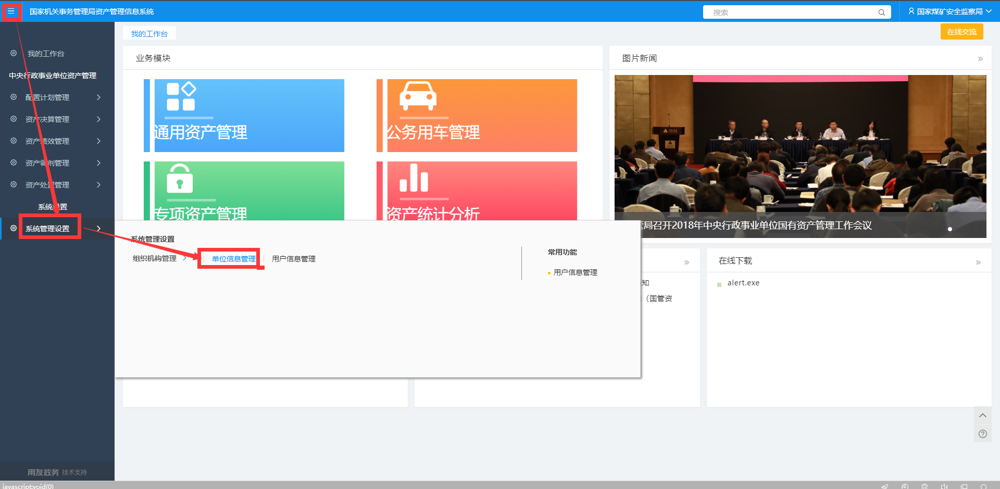 国家机关事务管理局资产管理信息系统
搜索
国家煤矿安全监察局
我的工作台
在线交流
我的工作台
中央行政事业单位资产管理
配置计划管理
资产决算管理
资产绩效管理
资产调剂管理
资产处置管理
系统设置
系统管理设置
业务模块
通用资产管理
公务用车管理
专项资产管理
资产统计分析
图片新闻
管局召开2018年中央行政事业单位国有资产管理工作会议
系统管理设置
组织机构管理
单位信息管理
用户信息管理
常用功能
用户信息管理
知
（国管资
在线下载
alert.exe
用友政务 技术支持
javascript:void(0)